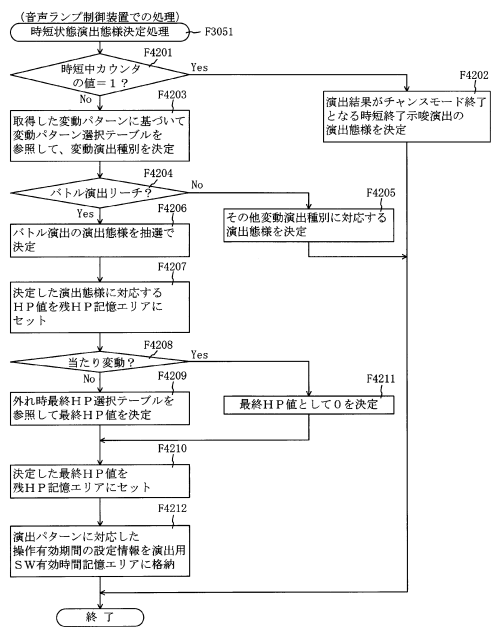 （音声ランプ制御装置での処理）
時短状態演出態様決定処理
F3051
F4201
時短中カウンタ
の値＝１？
Yes
No
F4202
演出結果がチャンスモード終了
となる時短終了示唆演出の
演出態様を決定
F4203
取得した変動パターンに基づいて
変動パターン選択テーブルを
参照して、変動演出種別を決定
F4204
バトル演出リーチ？
No
Yes
F4205
その他変動演出種別に対応する
演出態様を決定
F4206
バトル演出の演出態様を抽選で
決定
F4207
決定した演出態様に対応する
ＨＰ値を残ＨＰ記憶エリアに
セット
F4208
当たり変動？
Yes
No
F4209
外れ時最終ＨＰ選択テーブルを
参照して最終ＨＰ値を決定
F4211
最終ＨＰ値として０を決定
F4210
決定した最終ＨＰ値を
残ＨＰ記憶エリアにセット
F4212
演出パターンに対応した
操作有効期間の設定情報を演出用
ＳＷ有効時間記憶エリアに格納
終了